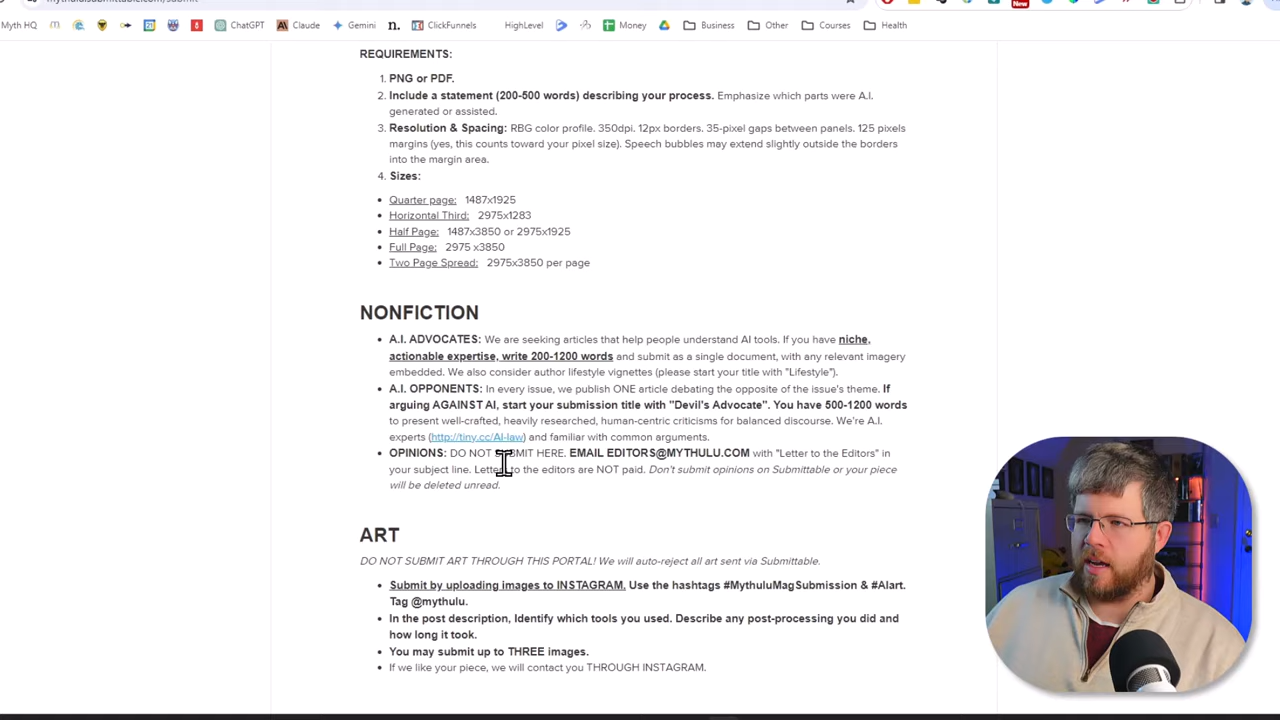 Myth HQ
ChatGPT
Claude
Gemini
n.
ClickFunnels
HighLevel
Money
Business
Other
Courses
Health
New
REQUIREMENTS:
1. PNG or PDF.
2. Include a statement (200-500 words) describing your process. Emphasize which parts were A.I.
generated or assisted.
3. Resolution & Spacing: RBG color profile. 350dpi. 12px borders. 35-pixel gaps between panels. 125 pixels
margins (yes, this counts toward your pixel size). Speech bubbles may extend slightly outside the borders
into the margin area.
4. Sizes:
• Quarter page: 1487x1925
• Horizontal Third: 2975x1283
• Half Page: 1487x3850 or 2975x1925
• Full Page: 2975 x3850
• Two Page Spread: 2975x3850 per page
NONFICTION
• A.I. ADVOCATES: We are seeking articles that help people understand AI tools. If you have niche,
actionable expertise, write 200-1200 words and submit as a single document, with any relevant imagery
embedded. We also consider author lifestyle vignettes (please start your title with "Lifestyle").
• A.I. OPPONENTS: In every issue, we publish ONE article debating the opposite of the issue's theme. If
arguing AGAINST AI, start your submission title with "Devil's Advocate". You have 500-1200 words
to present well-crafted, heavily researched, human-centric criticisms for balanced discourse. We're A.I.
experts (http://tiny.cc/AI-law) and familiar with common arguments.
• OPINIONS: DO NOT SUBMIT HERE. EMAIL EDITORS@MYTHULU.COM with "Letter to the Editors" in
your subject line. Letters to the editors are NOT paid. Don't submit opinions on Submittable or your piece
will be deleted unread.
ART
DO NOT SUBMIT ART THROUGH THIS PORTAL! We will auto-reject all art sent via Submittable.
• Submit by uploading images to INSTAGRAM. Use the hashtags #MythuluMagSubmission & #AIart.
Tag @mythulu.
• In the post description, Identify which tools you used. Describe any post-processing you did and
how long it took.
• You may submit up to THREE images.
• If we like your piece, we will contact you THROUGH INSTAGRAM.